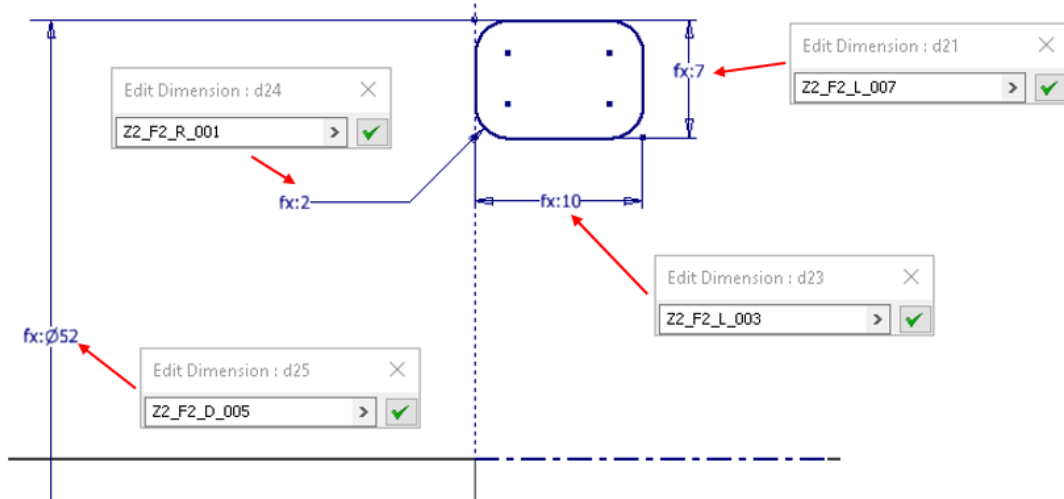 Edit Dimension : d21
Z2_F2_L_007
fx:7
Edit Dimension : d24
Z2_F2_R_001
fx:2
fx:10
Edit Dimension : d23
Z2_F2_L_003
fx:Ø52
Edit Dimension : d25
Z2_F2_D_005